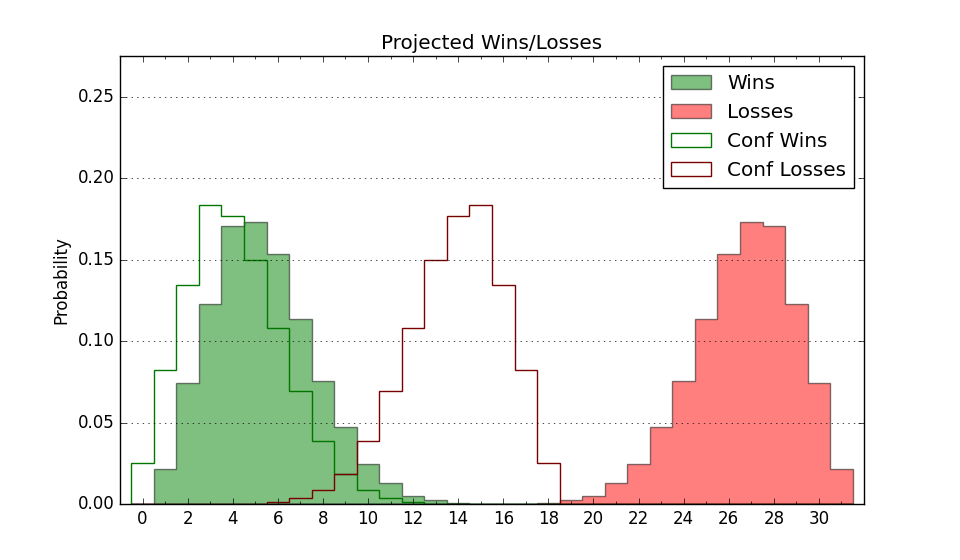 Projected Wins/Losses
Wins
Losses
Conf Wins
Conf Losses
Probability
0.25
0.20
0.15
0.10
0.05
0.00
0 2 4 6 8 10 12 14 16 18 20 22 24 26 28 30